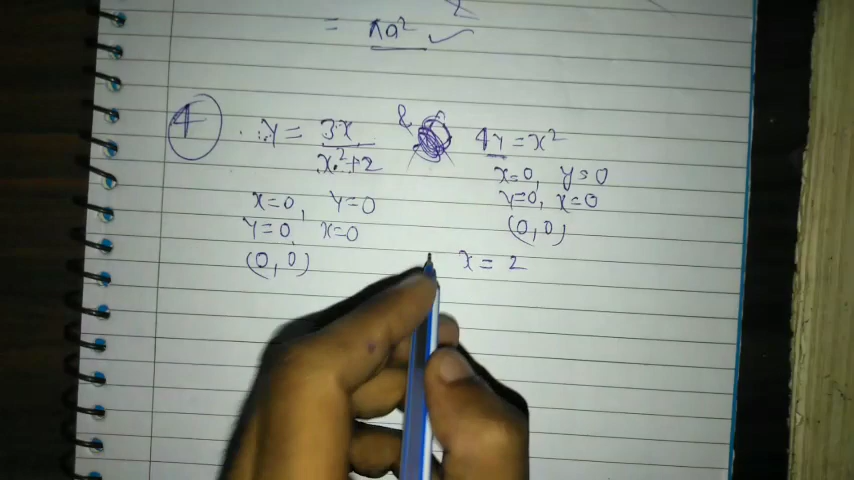 = πa² ✓
4 y = 3x / x²+2 & 4y = x²
x=0, y=0
y=0, x=0
x=0, y=0
y=0, x=0
(0,0)
(0,0)
x = 2